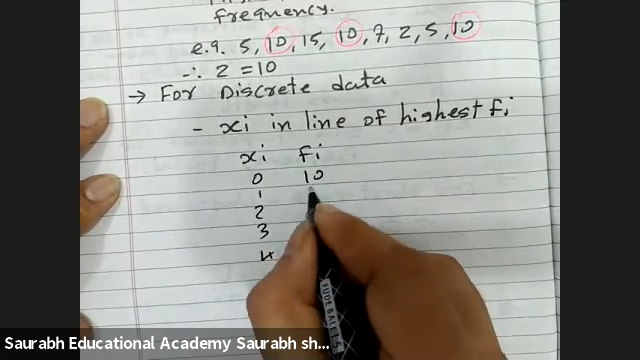 frequency.
e.g. 5, 10, 15, 10, 7, 2, 5, 10
∴ Z = 10
→ For Discrete data
- xi in line of highest fi
xi fi
0 10
1
2
3
4
Saurabh Educational Academy Saurabh sh...